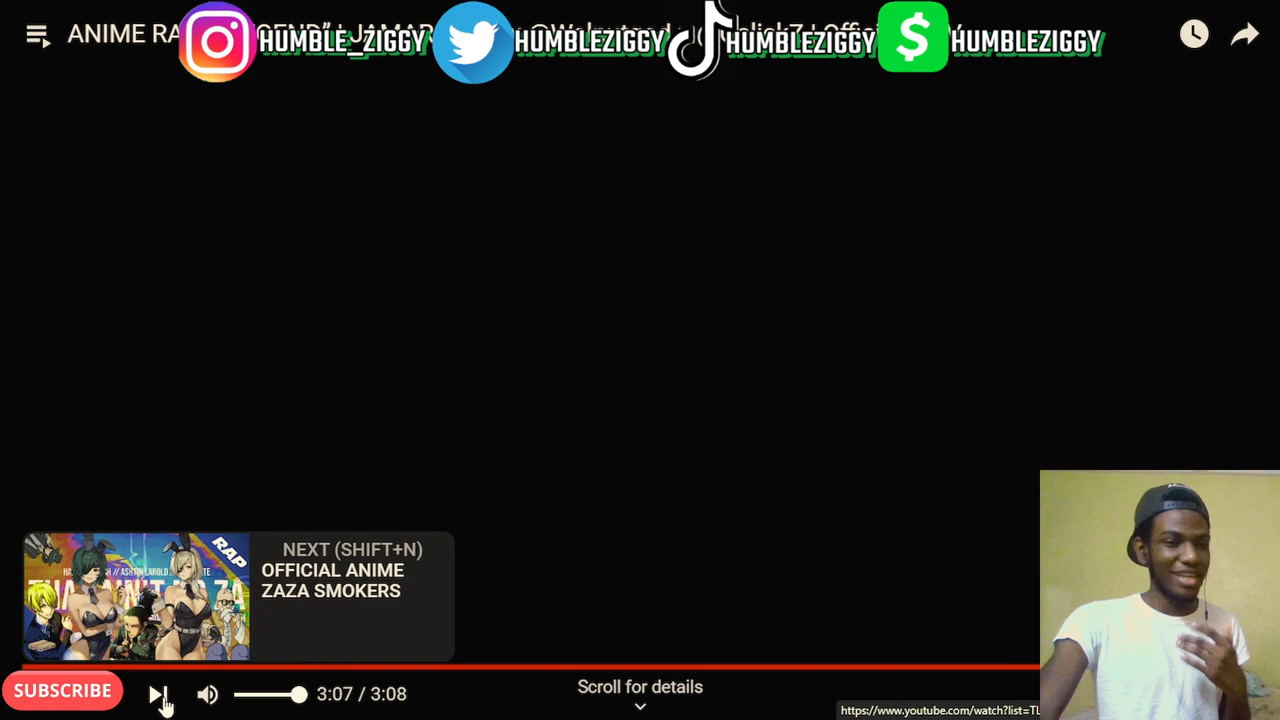 ANIME RA
HUMBLE_ZIGGY
HUMBLEZIGGY
HUMBLEZIGGY
HUMBLEZIGGY
NEXT (SHIFT+N)
OFFICIAL ANIME
ZAZA SMOKERS
RAP
SUBSCRIBE
3:07 / 3:08
Scroll for details
https://www.youtube.com/watch?list=TL